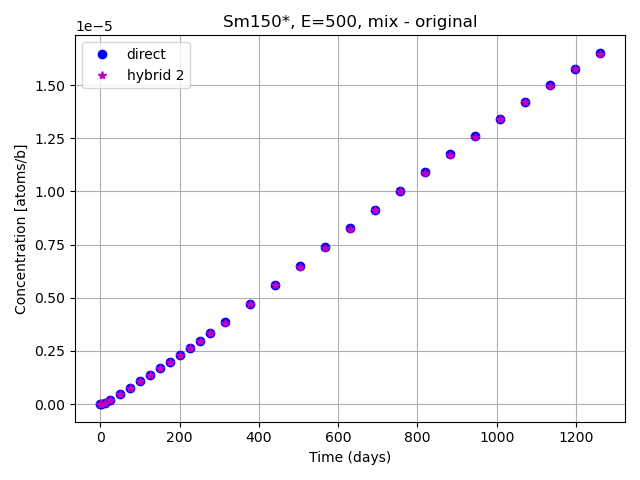 Sm150*, E=500, mix - original
1e−5
direct
hybrid 2
Concentration [atoms/b]
1.50
1.25
1.00
0.75
0.50
0.25
0.00
0 200 400 600 800 1000 1200
Time (days)